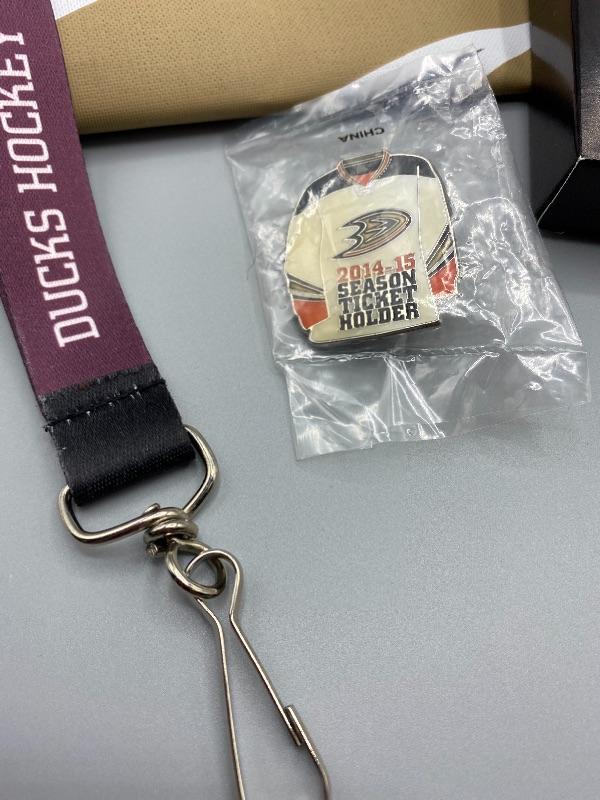 DUCKS HOCKEY
CHINA
2014-15
SEASON
TICKET
HOLDER